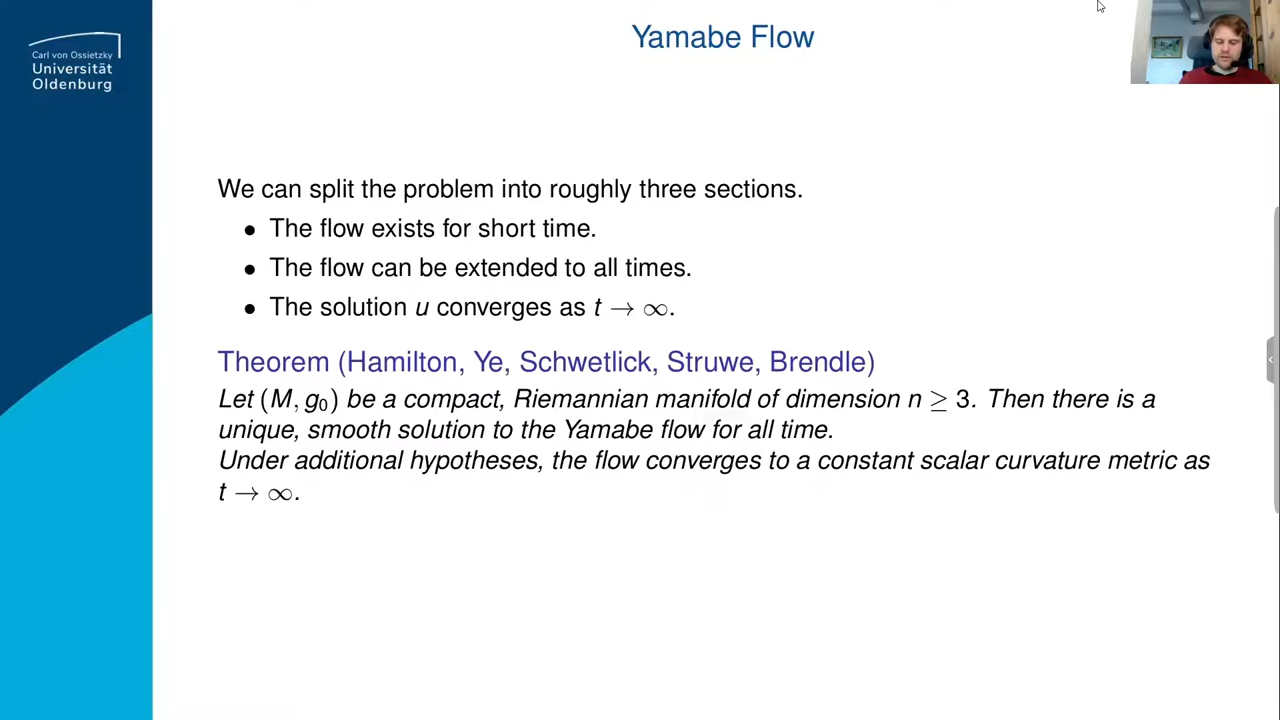 Carl von Ossietzky
Universität
Oldenburg
Yamabe Flow
We can split the problem into roughly three sections.
• The flow exists for short time.
• The flow can be extended to all times.
• The solution u converges as t → ∞.
Theorem (Hamilton, Ye, Schwetlick, Struwe, Brendle)
Let (M, g₀) be a compact, Riemannian manifold of dimension n ≥ 3. Then there is a
unique, smooth solution to the Yamabe flow for all time.
Under additional hypotheses, the flow converges to a constant scalar curvature metric as
t → ∞.